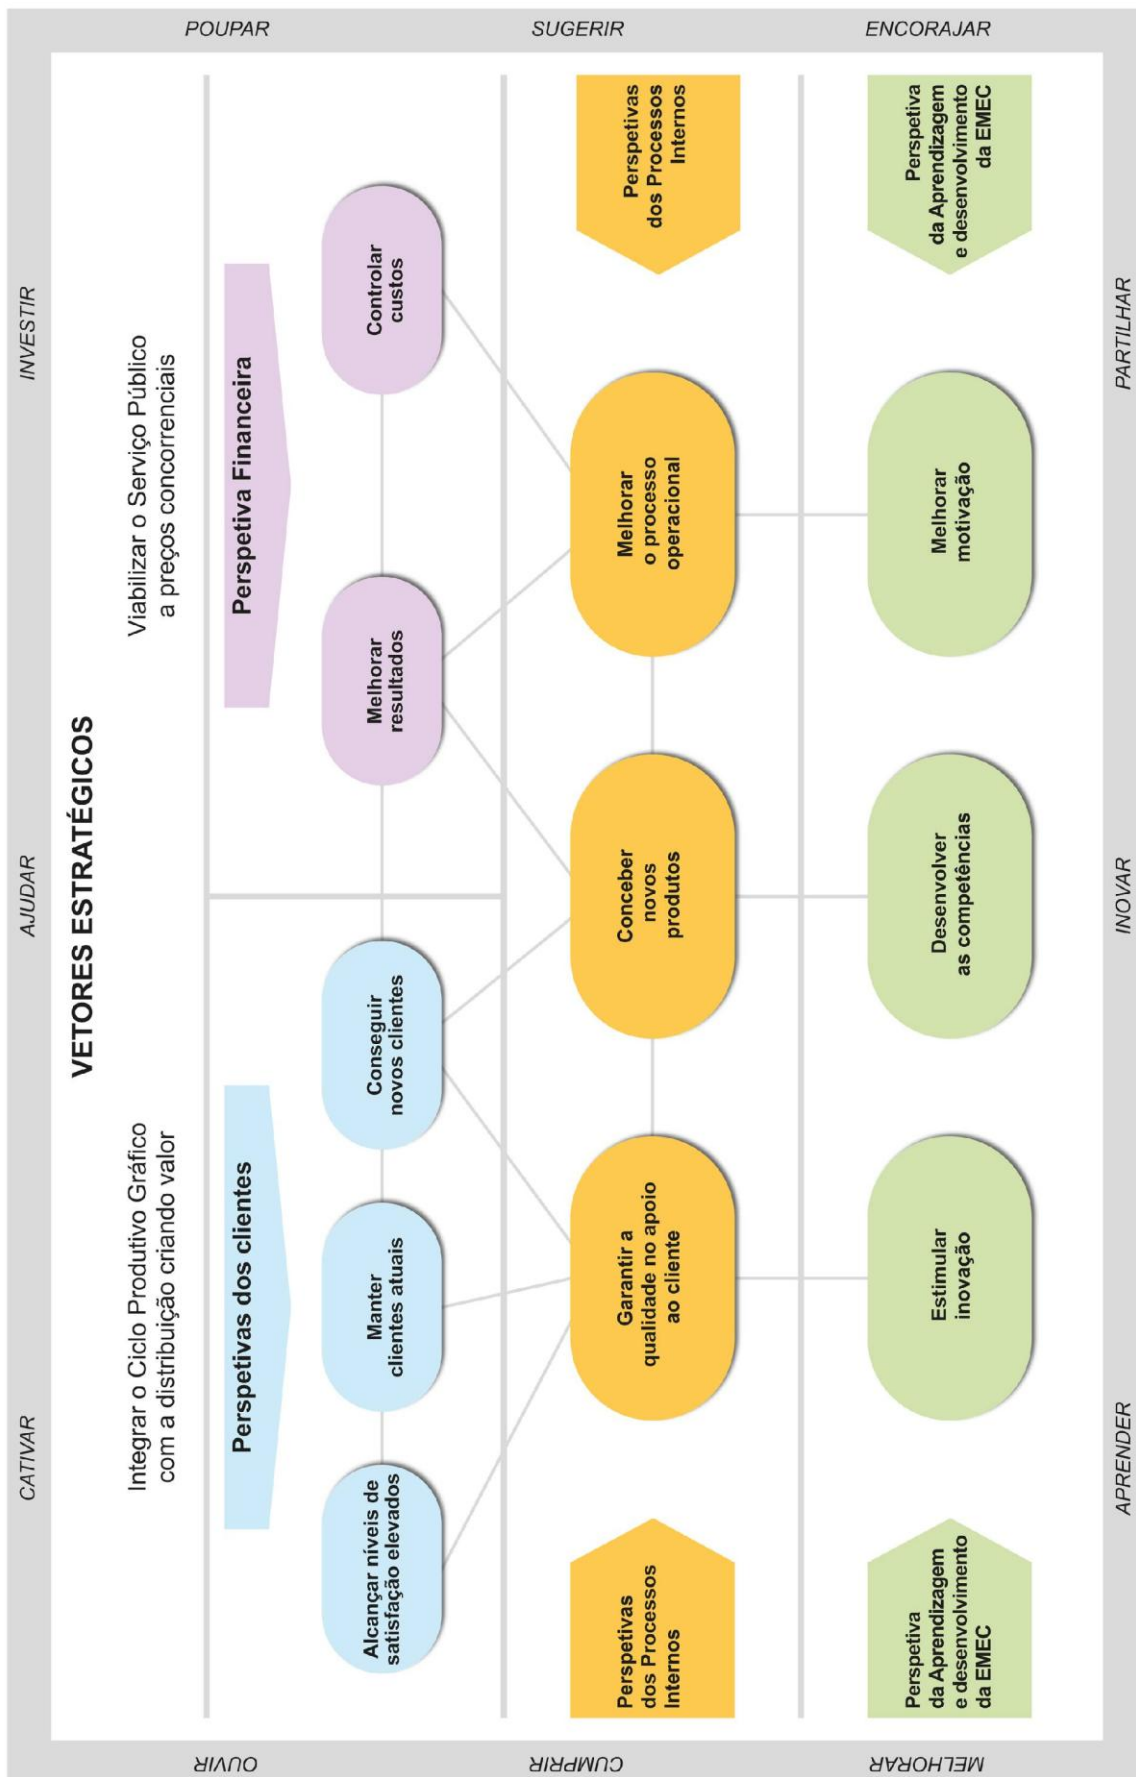 CATIVAR
AJUDAR
INVESTIR
VETORES ESTRATÉGICOS
Integrar o Ciclo Produtivo Gráfico
com a distribuição criando valor
Viabilizar o Serviço Público
a preços concorrenciais
OUVIR
POUPAR
Perspetivas dos clientes
Perspetiva Financeira
Alcançar níveis de
satisfação elevados
Manter
clientes atuais
Conseguir
novos clientes
Melhorar
resultados
Controlar
custos
CUMPRIR
SUGERIR
Perspetivas
dos Processos
Internos
Garantir a
qualidade no apoio
ao cliente
Conceber
novos
produtos
Melhorar
o processo
operacional
Perspetivas
dos Processos
Internos
MELHORAR
ENCORAJAR
Perspetiva
da Aprendizagem
e desenvolvimento
da EMEC
Estimular
inovação
Desenvolver
as competências
Melhorar
motivação
Perspetiva
da Aprendizagem
e desenvolvimento
da EMEC
APRENDER
INOVAR
PARTILHAR